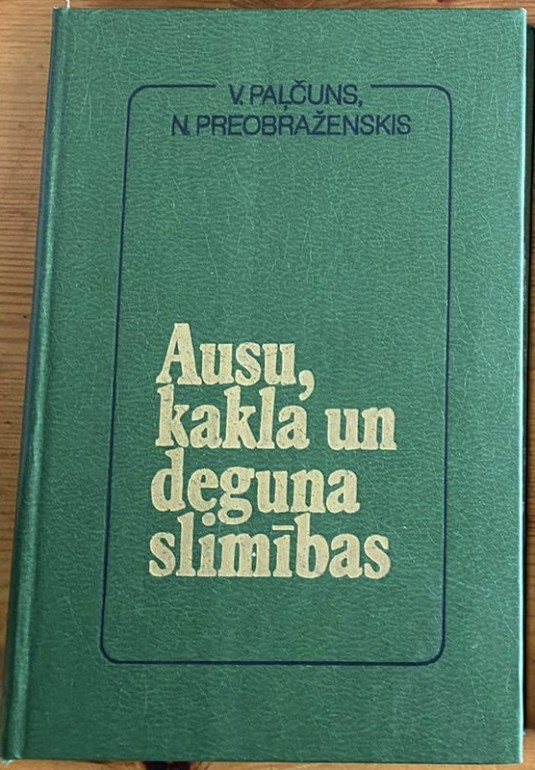 V. PAĻČUNS,
N. PREOBRAŽENSKIS
Ausu,
kakla un
deguna
slimības